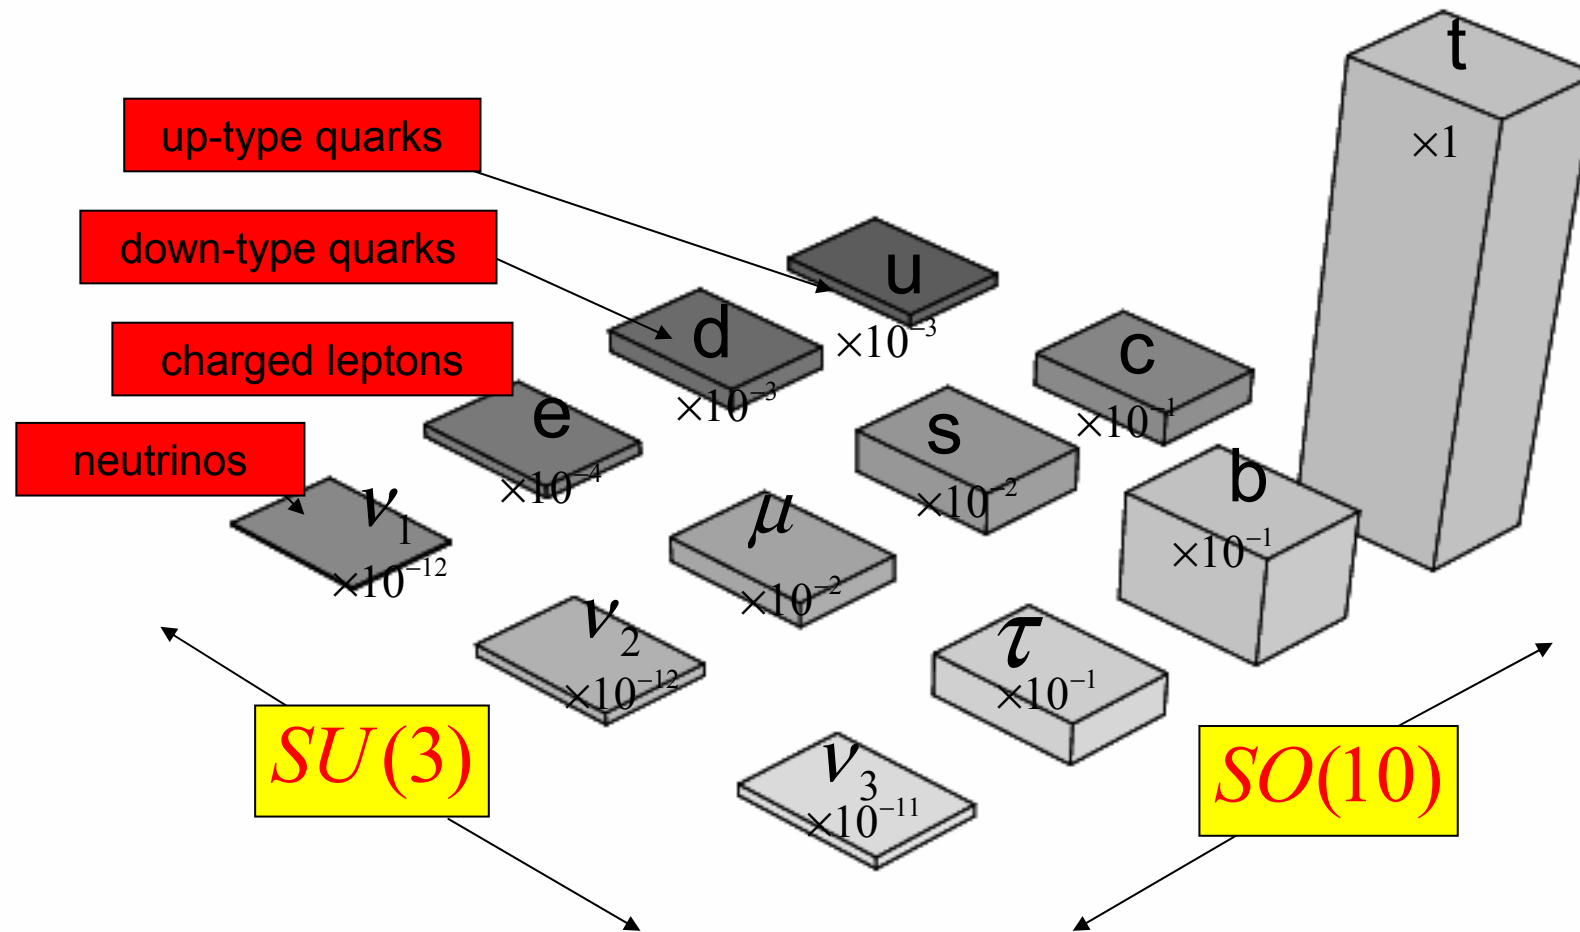 t
×1
up-type quarks
down-type quarks
charged leptons
neutrinos
u
×10⁻³
d
×10⁻³
c
×10⁻¹
e
×10⁻⁴
s
×10⁻²
b
×10⁻¹
ν₁
×10⁻¹²
μ
×10⁻²
ν₂
×10⁻¹²
τ
×10⁻¹
ν₃
×10⁻¹¹
SU(3)
SO(10)